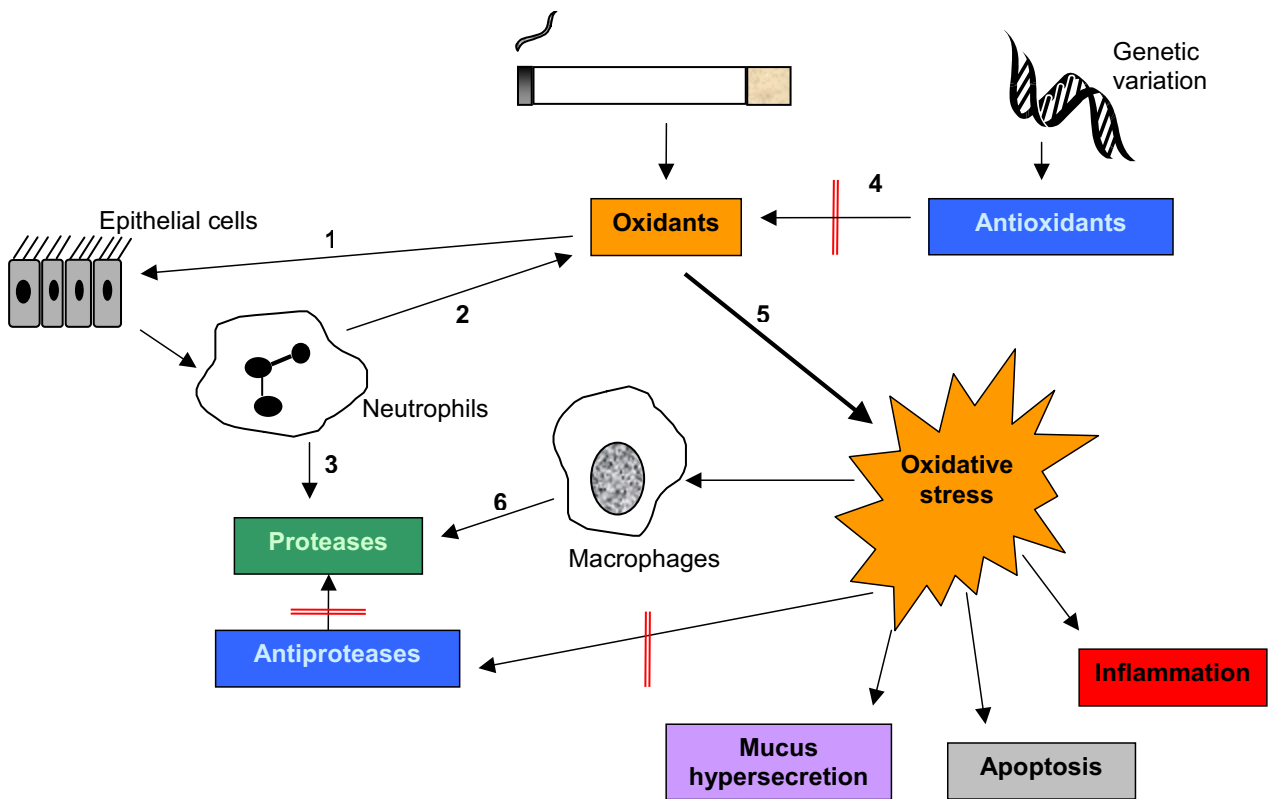 Genetic
variation
4
Oxidants
Antioxidants
Epithelial cells
1
2
5
Neutrophils
3
Oxidative
stress
6
Proteases
Macrophages
Antiproteases
Inflammation
Mucus
hypersecretion
Apoptosis